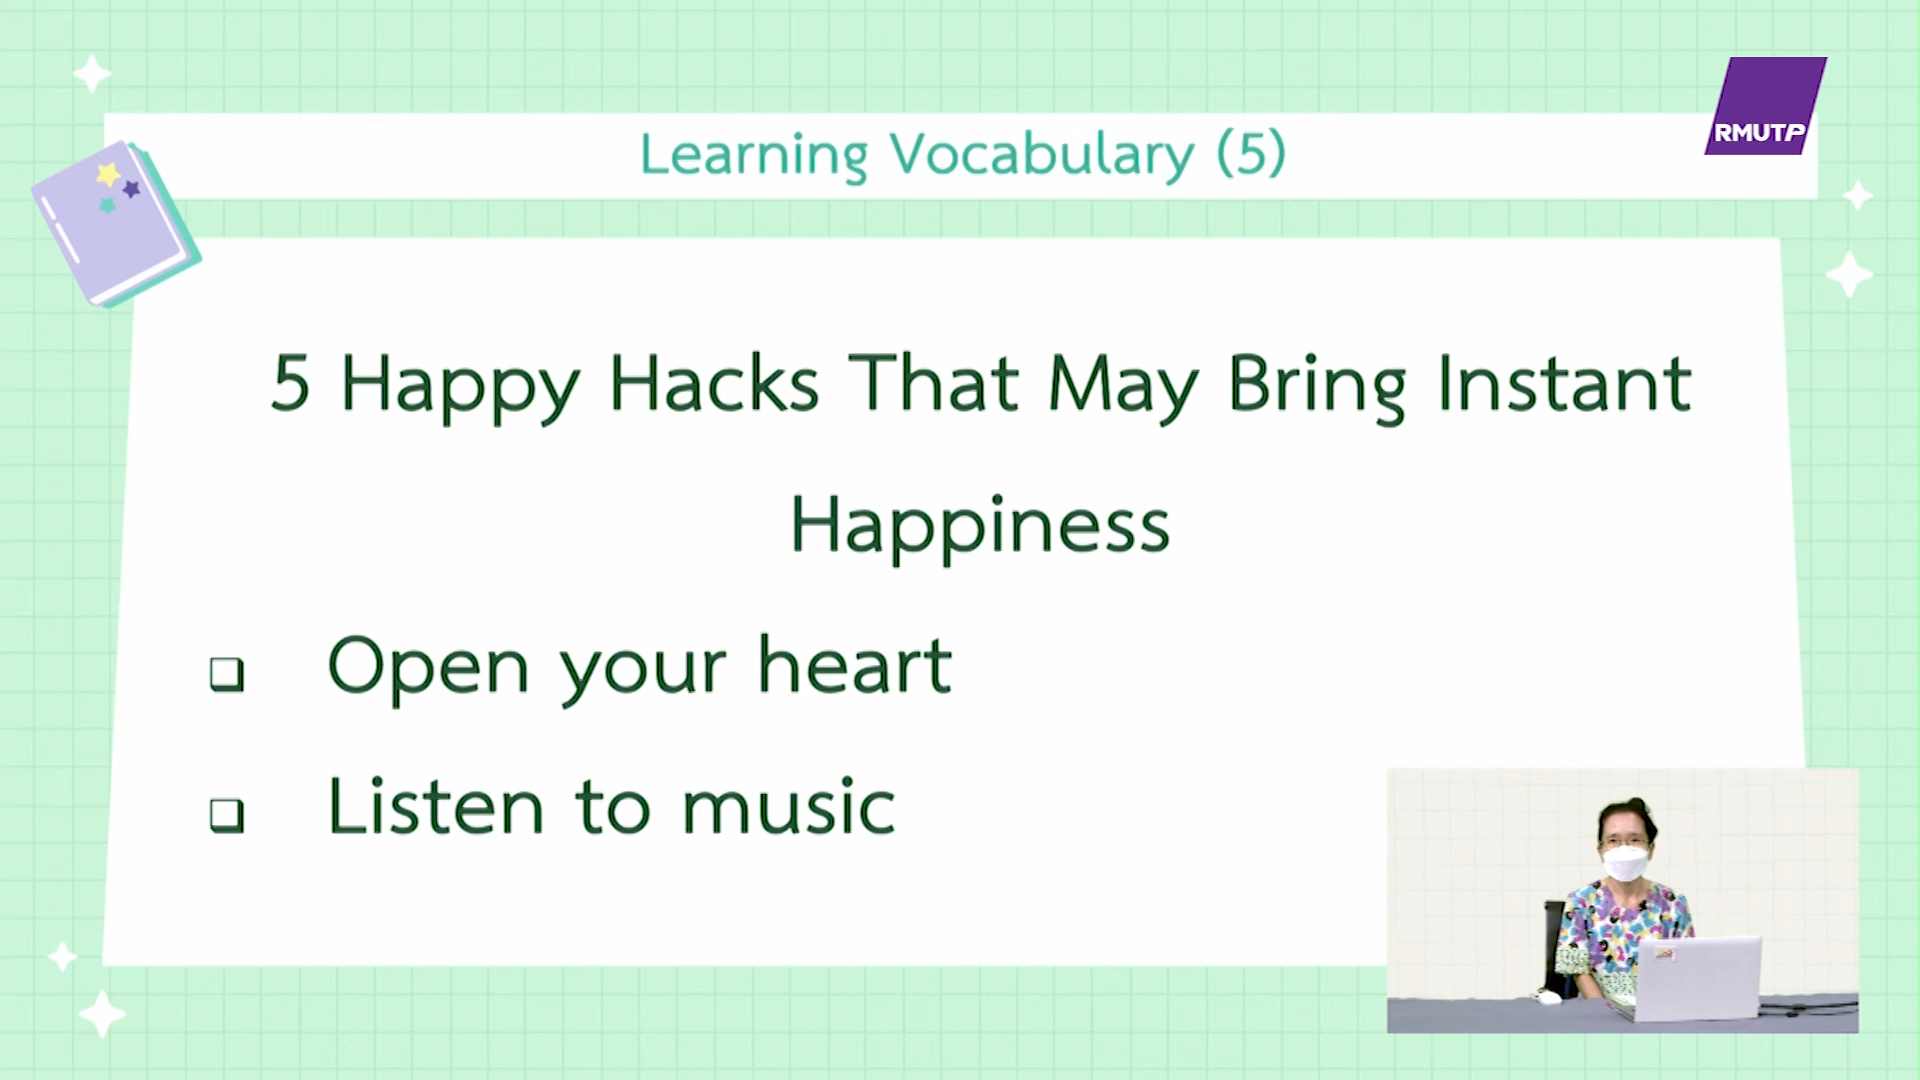 RMUTP
Learning Vocabulary (5)
5 Happy Hacks That May Bring Instant
Happiness
❑ Open your heart
❑ Listen to music